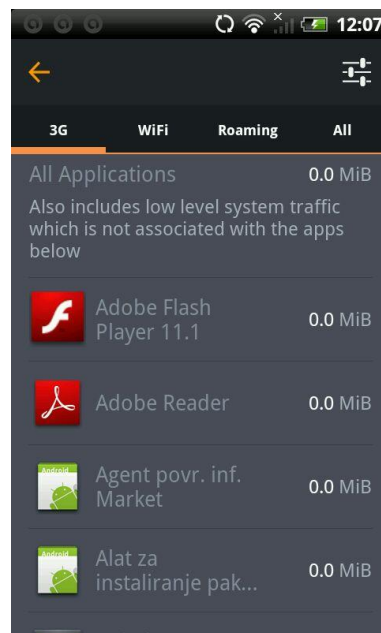 12:07
3G WiFi Roaming All
All Applications 0.0 MiB
Also includes low level system traffic
which is not associated with the apps
below
Adobe Flash
Player 11.1 0.0 MiB
Adobe Reader 0.0 MiB
Android
Agent povr. inf.
Market 0.0 MiB
Android
Alat za
instaliranje pak... 0.0 MiB